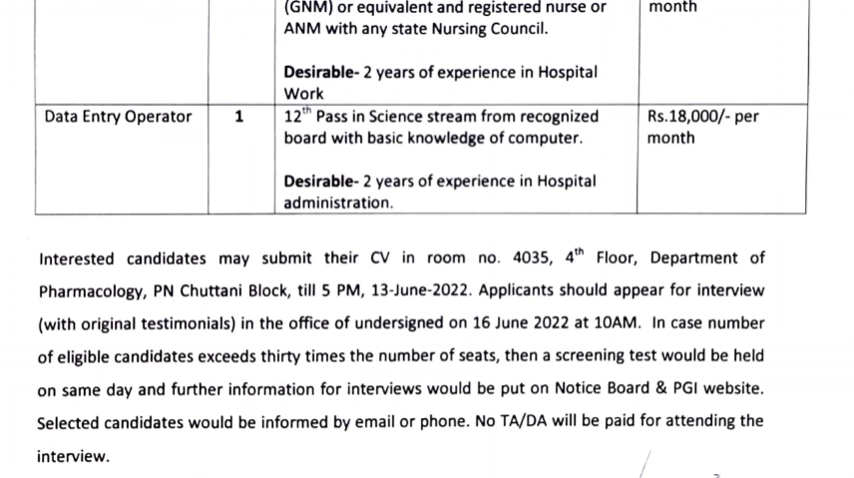 (GNM) or equivalent and registered nurse or
month
ANM with any state Nursing Council.
Desirable- 2 years of experience in Hospital
Work
Data Entry Operator 1 12th Pass in Science stream from recognized Rs.18,000/- per
board with basic knowledge of computer. month
Desirable- 2 years of experience in Hospital
administration.
Interested candidates may submit their CV in room no. 4035, 4th Floor, Department of
Pharmacology, PN Chuttani Block, till 5 PM, 13-June-2022. Applicants should appear for interview
(with original testimonials) in the office of undersigned on 16 June 2022 at 10AM. In case number
of eligible candidates exceeds thirty times the number of seats, then a screening test would be held
on same day and further information for interviews would be put on Notice Board & PGI website.
Selected candidates would be informed by email or phone. No TA/DA will be paid for attending the
interview.